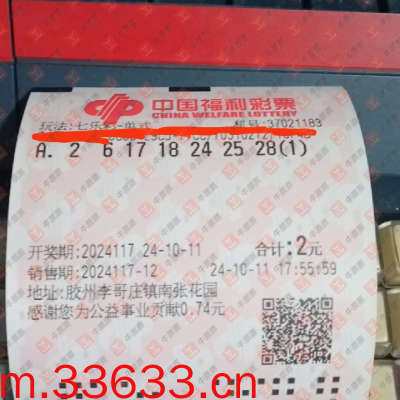 中国福利彩票
CHINA WELFARE LOTTERY
玩法:七乐彩-单式 机号:37021183
A. 2 6 17 18 24 25 28(1)
开奖期:2024117 24-10-11 合计:2元
销售期:2024117-12 24-10-11 17:55:59
地址:胶州李哥庄镇南张花园
感谢您为公益事业贡献0.74元
m.33633.cn